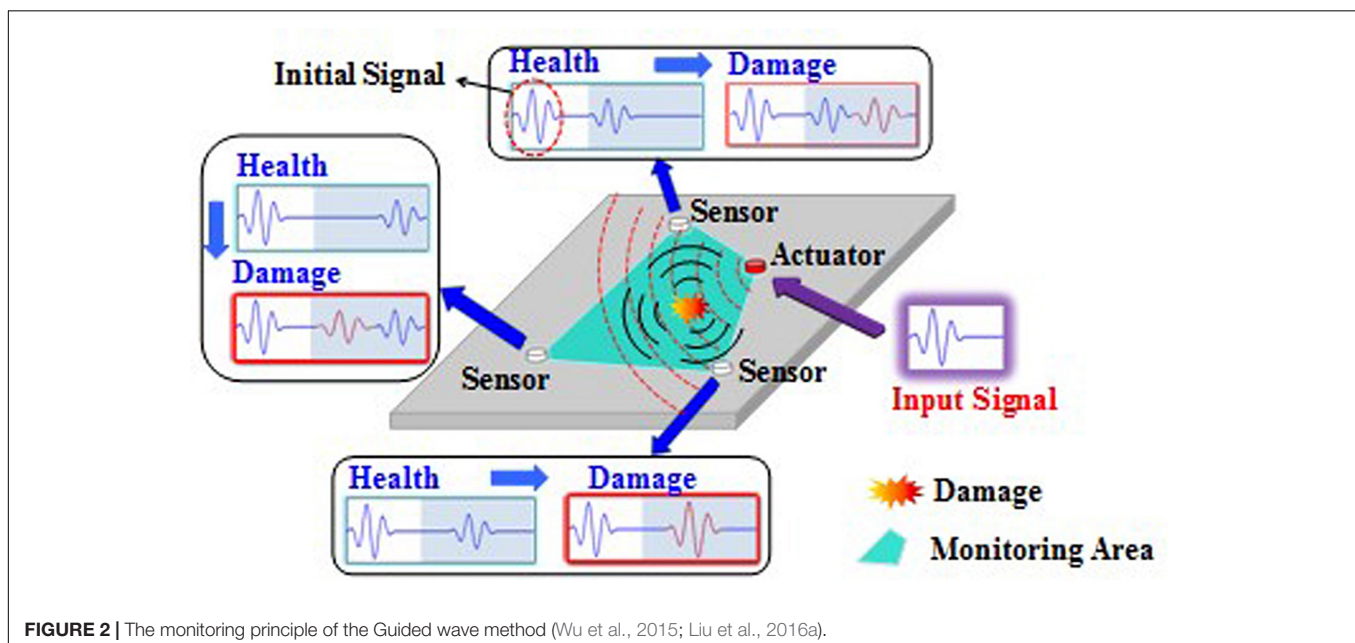 Health Damage
Initial Signal
Health
Damage
Sensor
Actuator
Sensor
Sensor
Input Signal
Health Damage
Damage
Monitoring Area
FIGURE 2 | The monitoring principle of the Guided wave method (Wu et al., 2015; Liu et al., 2016a).